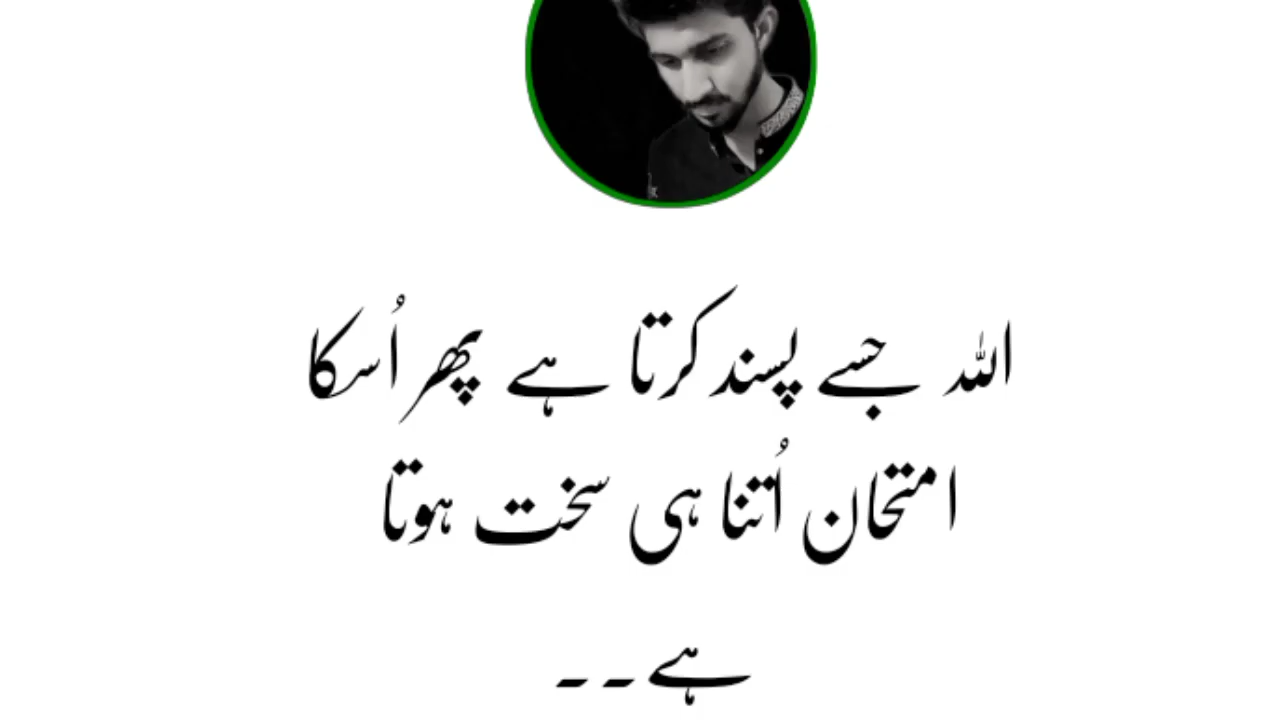 اللہ جسے پسند کرتا ہے پھر اُسکا
امتحان اُتنا ہی سخت ہوتا
ہے۔۔